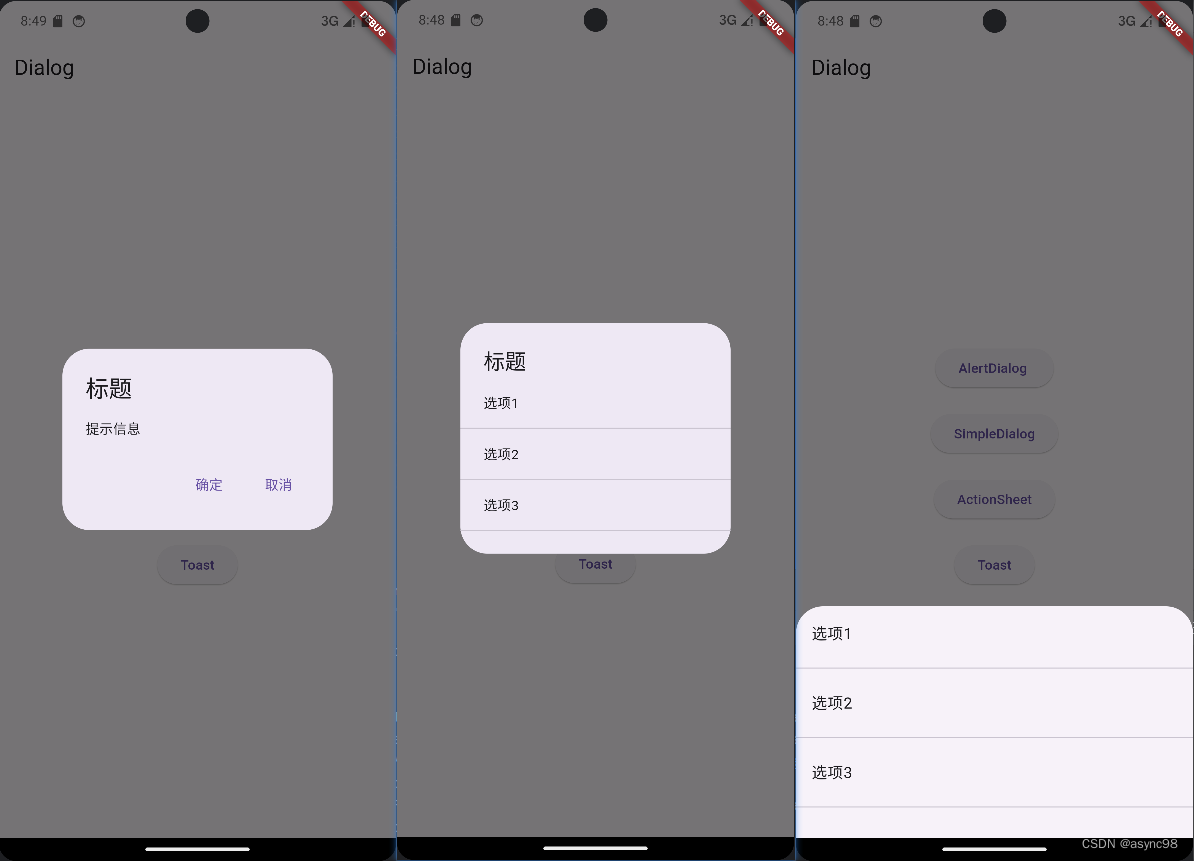 8:49
3G
DEBUG
Dialog
标题
提示信息
确定 取消
Toast
8:48
3G
DEBUG
Dialog
标题
选项1
选项2
选项3
Toast
8:48
3G
DEBUG
Dialog
AlertDialog
SimpleDialog
ActionSheet
Toast
选项1
选项2
选项3
CSDN @async98